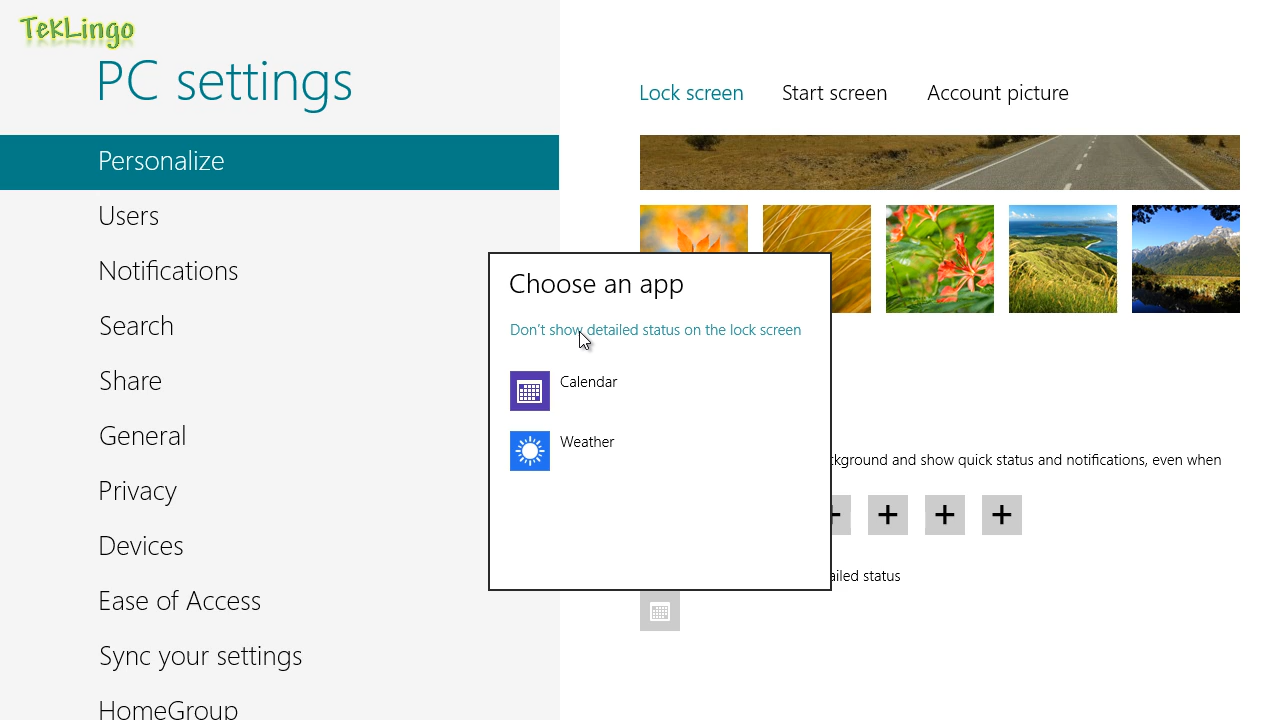 TekLingo
PC settings
Personalize
Users
Notifications
Search
Share
General
Privacy
Devices
Ease of Access
Sync your settings
HomeGroup
Lock screen Start screen Account picture
Choose an app
Don't show detailed status on the lock screen
Calendar
Weather
and show quick status and notifications, even when
status